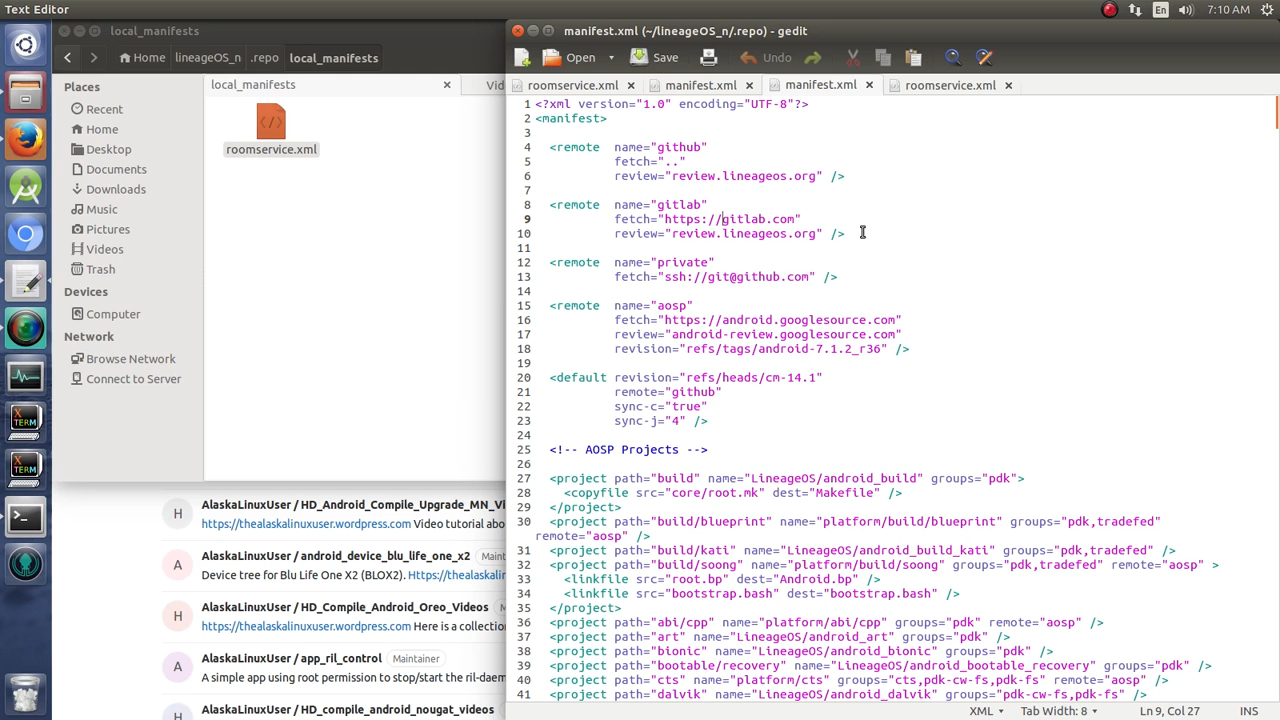 Text Editor
En
7:10 AM
local_manifests
Home
lineageOS_n
.repo
local_manifests
Places
Recent
Home
Desktop
Documents
Downloads
Music
Pictures
Videos
Trash
Devices
Computer
Network
Browse Network
Connect to Server
local_manifests
Vid
roomservice.xml
manifest.xml (~/lineageOS_n/.repo) - gedit
Open
Save
Undo
roomservice.xml
manifest.xml
manifest.xml
roomservice.xml
1 <?xml version="1.0" encoding="UTF-8"?>
2 <manifest>
3
4 <remote name="github"
5 fetch=".."
6 review="review.lineageos.org" />
7
8 <remote name="gitlab"
9 fetch="https://gitlab.com"
10 review="review.lineageos.org" />
11
12 <remote name="private"
13 fetch="ssh://git@github.com" />
14
15 <remote name="aosp"
16 fetch="https://android.googlesource.com"
17 review="android-review.googlesource.com"
18 revision="refs/tags/android-7.1.2_r36" />
19
20 <default revision="refs/heads/cm-14.1"
21 remote="github"
22 sync-c="true"
23 sync-j="4" />
24
25 <!-- AOSP Projects -->
26
27 <project path="build" name="LineageOS/android_build" groups="pdk">
28 <copyfile src="core/root.mk" dest="Makefile" />
29 </project>
30 <project path="build/blueprint" name="platform/build/blueprint" groups="pdk,tradefed"
remote="aosp" />
31 <project path="build/kati" name="LineageOS/android_build_kati" groups="pdk,tradefed" />
32 <project path="build/soong" name="platform/build/soong" groups="pdk,tradefed" remote="aosp" >
33 <linkfile src="root.bp" dest="Android.bp" />
34 <linkfile src="bootstrap.bash" dest="bootstrap.bash" />
35 </project>
36 <project path="abi/cpp" name="platform/abi/cpp" groups="pdk" remote="aosp" />
37 <project path="art" name="LineageOS/android_art" groups="pdk" />
38 <project path="bionic" name="LineageOS/android_bionic" groups="pdk" />
39 <project path="bootable/recovery" name="LineageOS/android_bootable_recovery" groups="pdk" />
40 <project path="cts" name="platform/cts" groups="cts,pdk-cw-fs,pdk-fs" remote="aosp" />
41 <project path="dalvik" name="LineageOS/android_dalvik" groups="pdk-cw-fs,pdk-fs" />
XML
Tab Width: 8
Ln 9, Col 27
INS
X
TERM
X
TERM
H
AlaskaLinuxUser / HD_Android_Compile_Upgrade_MN_Vi
https://thealaskalinuxuser.wordpress.com Video tutorial abo
A
AlaskaLinuxUser / android_device_blu_life_one_x2 Maint
Device tree for Blu Life One X2 (BLOX2). Https://thealaskalinu
H
AlaskaLinuxUser / HD_Compile_Android_Oreo_Videos M
https://thealaskalinuxuser.wordpress.com Here is a collection
A
AlaskaLinuxUser / app_ril_control Maintainer
A simple app using root permission to stop/start the ril-daem
H
AlaskaLinuxUser / HD_compile_android_nougat_videos